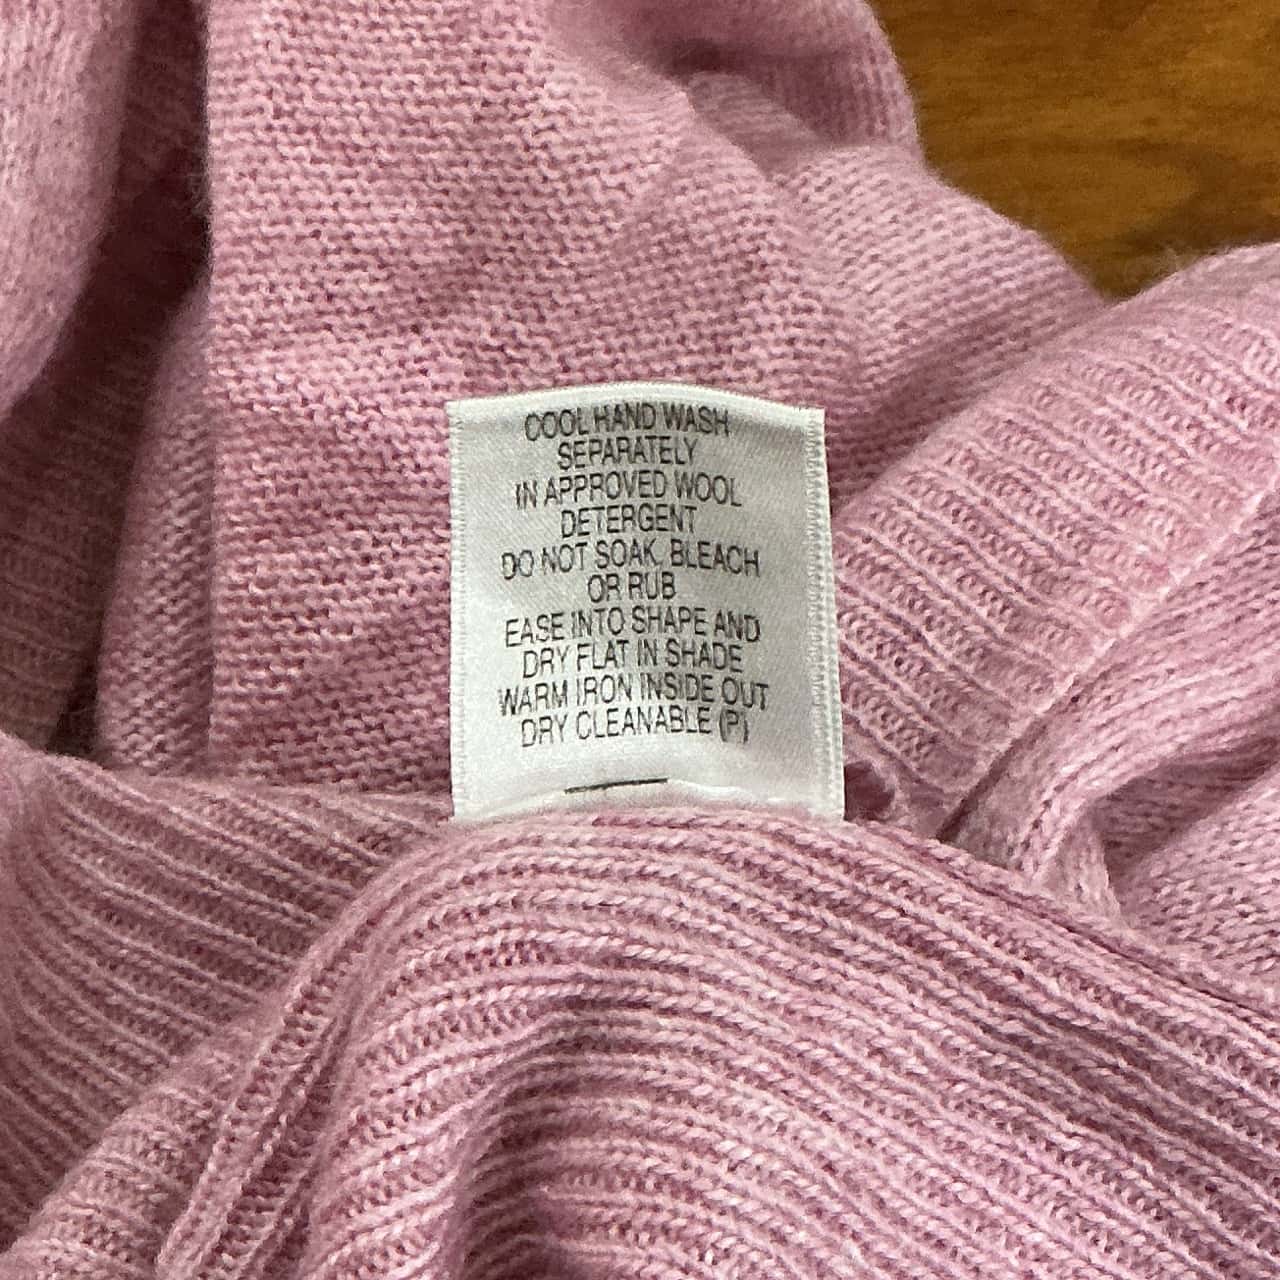 COOL HAND WASH
SEPARATELY
IN APPROVED WOOL
DETERGENT
DO NOT SOAK, BLEACH
OR RUB
EASE INTO SHAPE AND
DRY FLAT IN SHADE
WARM IRON INSIDE OUT
DRY CLEANABLE (P)